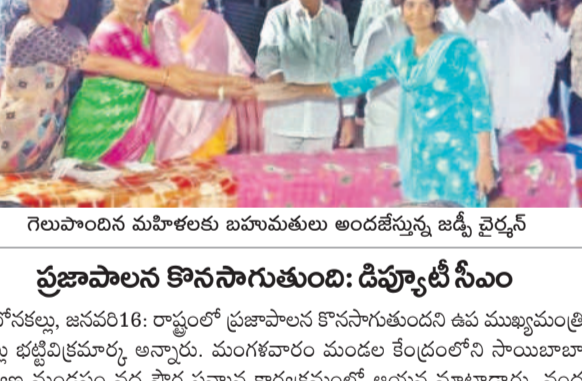 గెలుపొందిన మహిళలకు బహుమతులు అందజేస్తున్న జడ్పీ చైర్మన్
ప్రజాపాలన కొనసాగుతుంది: డిప్యూటీ సీఎం
బోనకల్లు, జనవరి16: రాష్ట్రంలో ప్రజాపాలన కొనసాగుతుందని ఉప ముఖ్యమంత్రి
భట్టివిక్రమార్క అన్నారు. మంగళవారం మండల కేంద్రంలోని సాయిబాబా